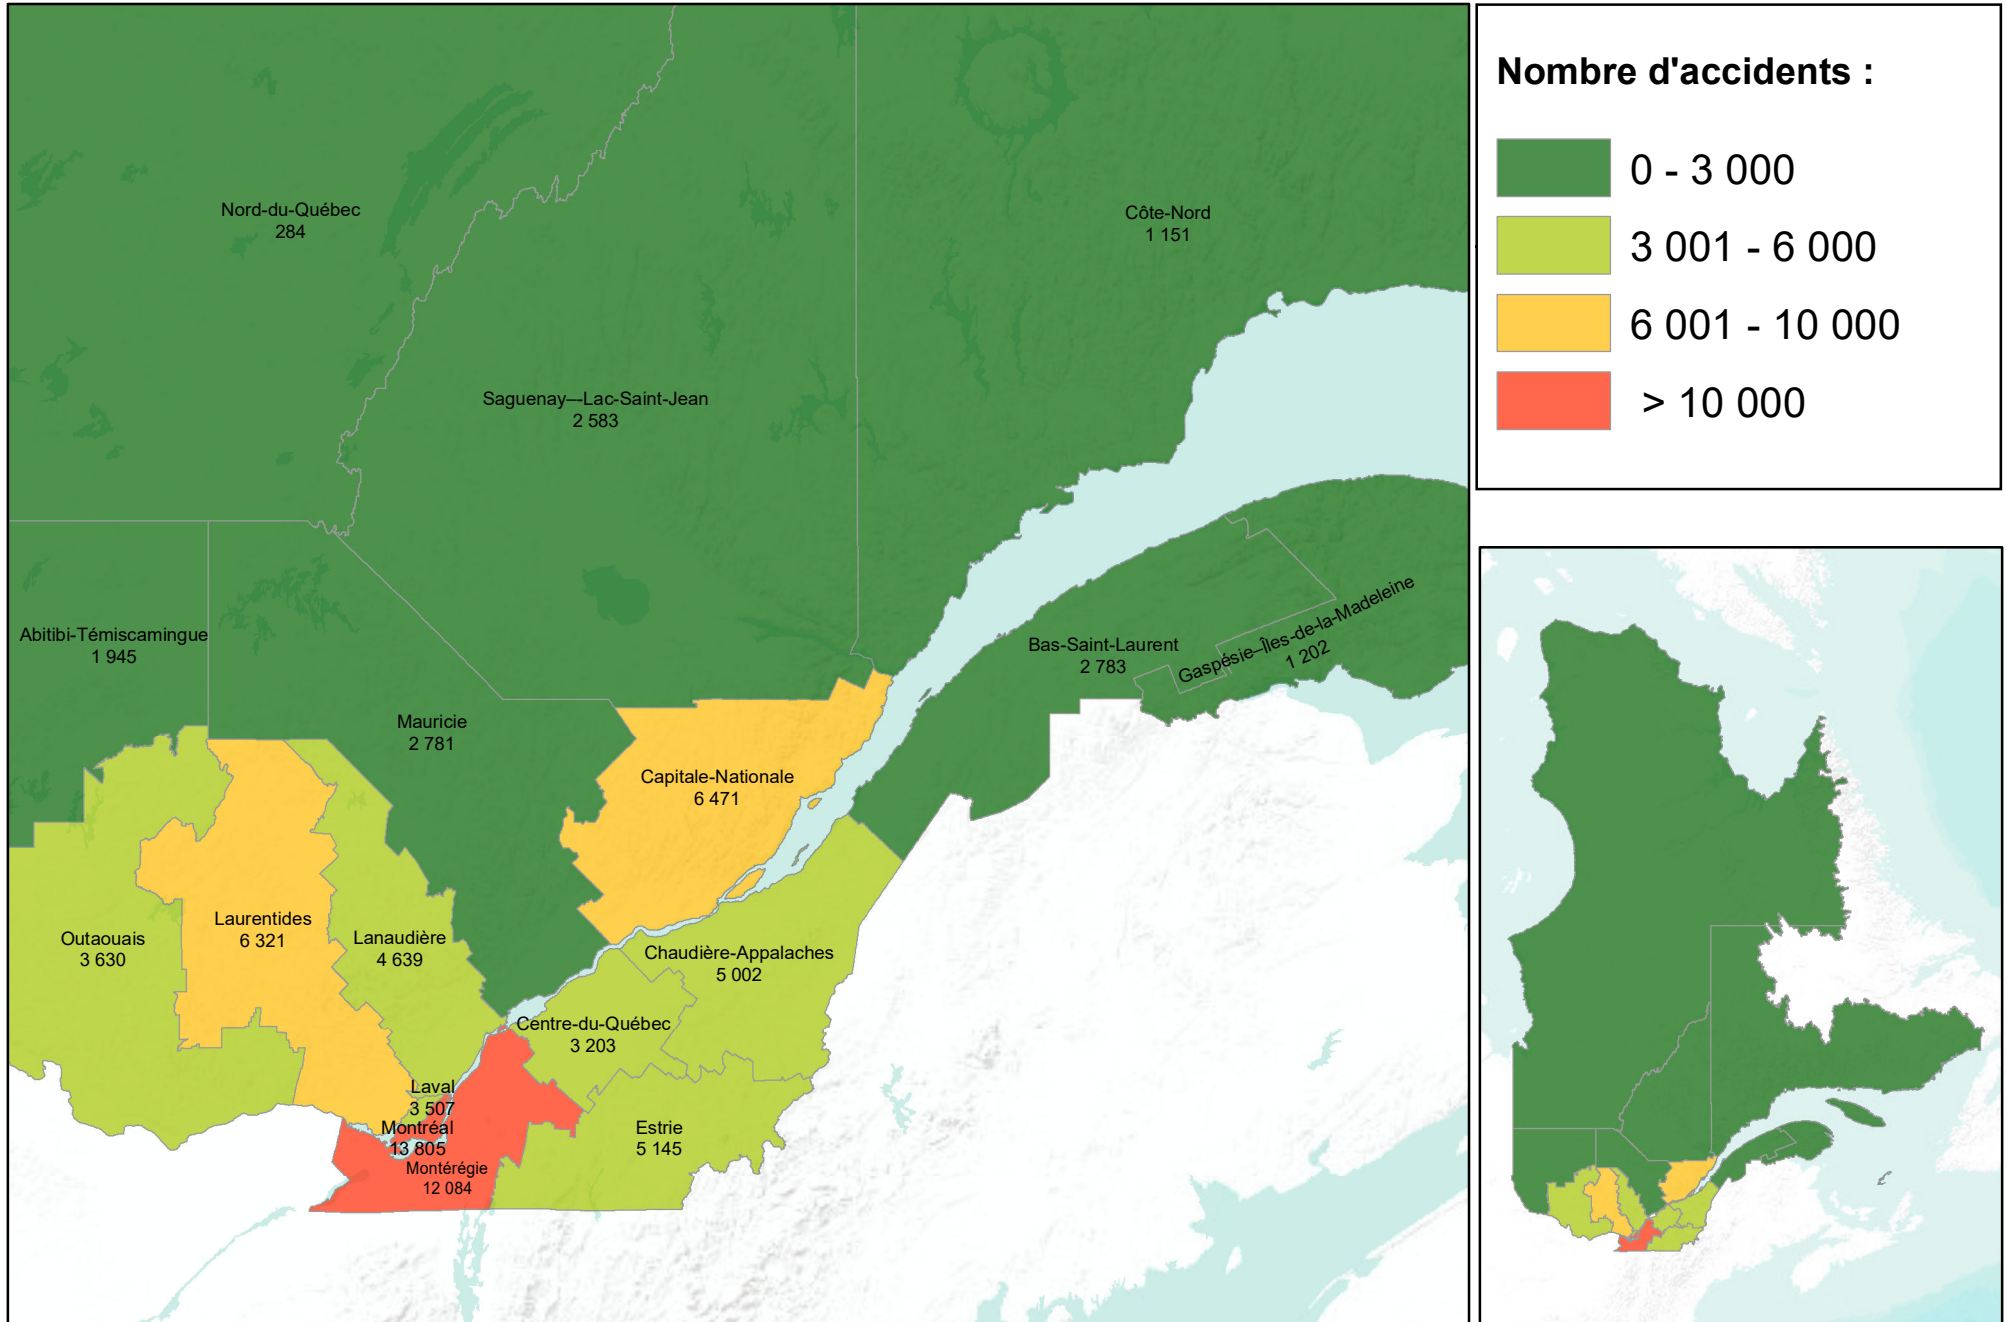 Nombre d'accidents :
0 - 3 000
3 001 - 6 000
6 001 - 10 000
> 10 000
Nord-du-Québec
284
Côte-Nord
1 151
Saguenay--Lac-Saint-Jean
2 583
Abitibi-Témiscamingue
1 945
Bas-Saint-Laurent
2 783
Gaspésie–Îles-de-la-Madeleine
1 202
Mauricie
2 781
Capitale-Nationale
6 471
Laurentides
6 321
Outaouais
3 630
Lanaudière
4 639
Chaudière-Appalaches
5 002
Centre-du-Québec
3 203
Laval
3 507
Montréal
13 805
Estrie
5 145
Montérégie
12 084